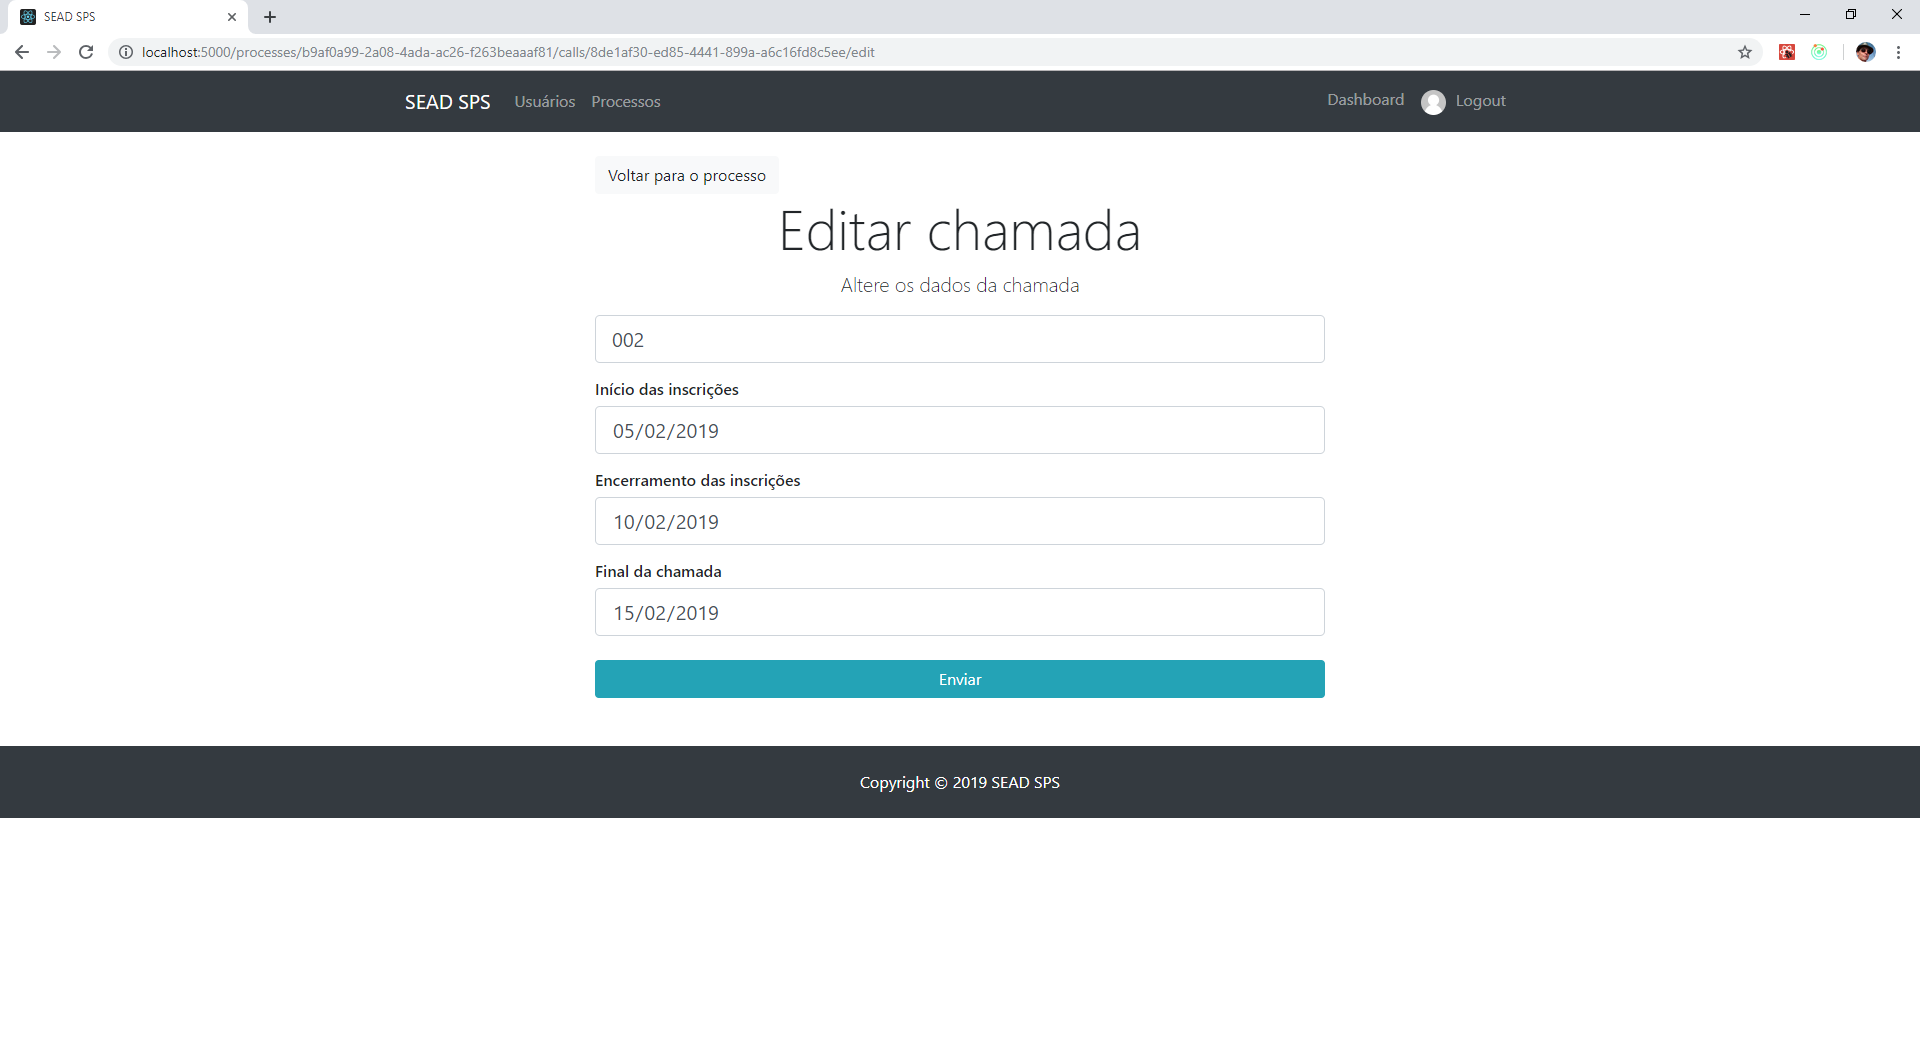 SEAD SPS
localhost:5000/processes/b9af0a99-2a08-4ada-ac26-f263beaaaf81/calls/8de1af30-ed85-4441-899a-a6c16fd8c5ee/edit
SEAD SPS Usuários Processos Dashboard Logout
Voltar para o processo
Editar chamada
Altere os dados da chamada
002
Início das inscrições
05/02/2019
Encerramento das inscrições
10/02/2019
Final da chamada
15/02/2019
Enviar
Copyright © 2019 SEAD SPS